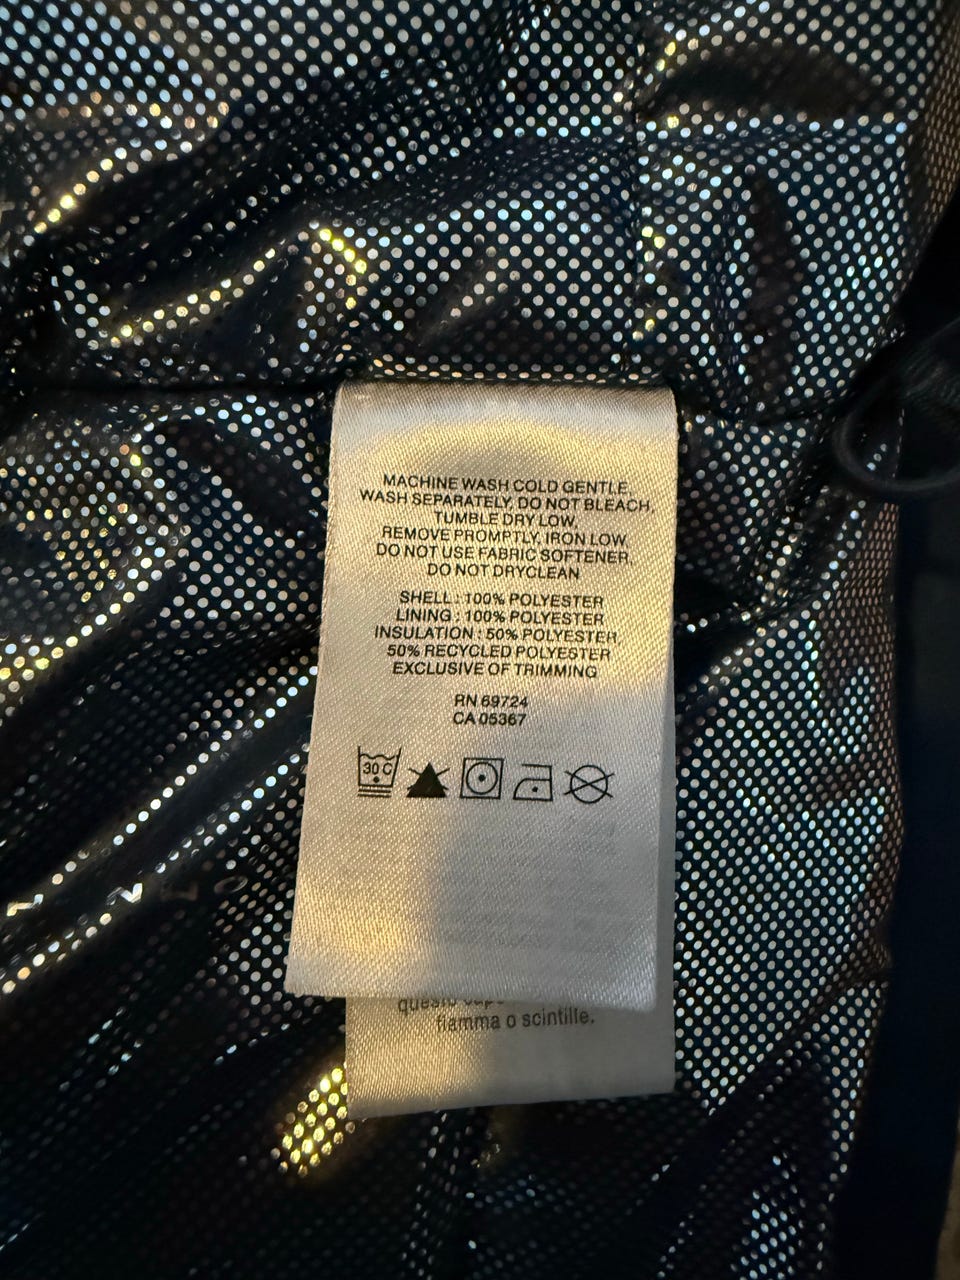 MACHINE WASH COLD GENTLE,
WASH SEPARATELY, DO NOT BLEACH,
TUMBLE DRY LOW,
REMOVE PROMPTLY, IRON LOW,
DO NOT USE FABRIC SOFTENER,
DO NOT DRYCLEAN
SHELL : 100% POLYESTER
LINING : 100% POLYESTER
INSULATION : 50% POLYESTER,
50% RECYCLED POLYESTER
EXCLUSIVE OF TRIMMING
RN 69724
CA 05367
30 C
questo
fiamma o scintille.